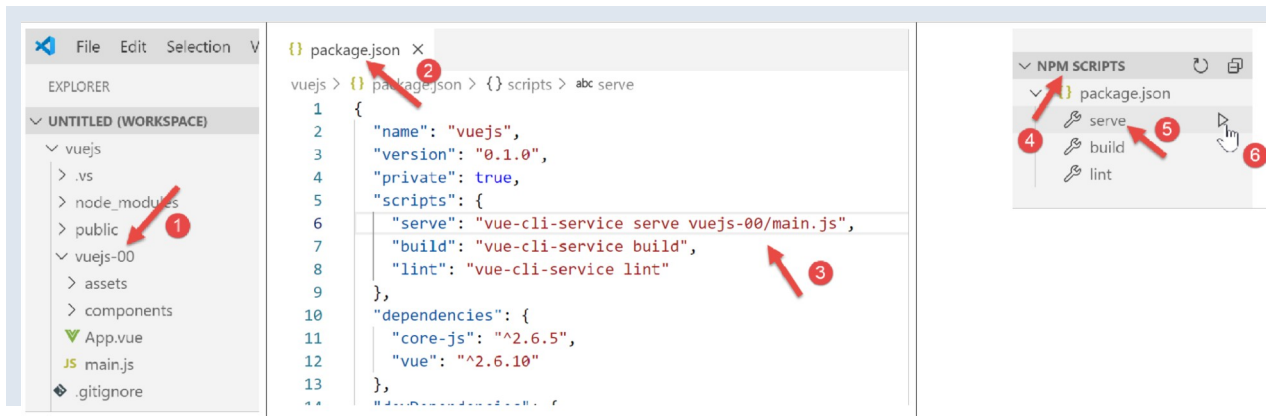 File Edit Selection V
EXPLORER
UNTITLED (WORKSPACE)
vuejs
.vs
node_modules
public
1
vuejs-00
assets
components
App.vue
JS main.js
.gitignore
{} package.json ×
2
vuejs > {} package.json > {} scripts > abc serve
1 {
2 "name": "vuejs",
3 "version": "0.1.0",
4 "private": true,
5 "scripts": {
6 "serve": "vue-cli-service serve vuejs-00/main.js",
7 "build": "vue-cli-service build",
8 "lint": "vue-cli-service lint"
3
9 },
10 "dependencies": {
11 "core-js": "^2.6.5",
12 "vue": "^2.6.10"
13 },
14 "devDependencies": {
NPM SCRIPTS
{} package.json
4
serve
5
build
6
lint